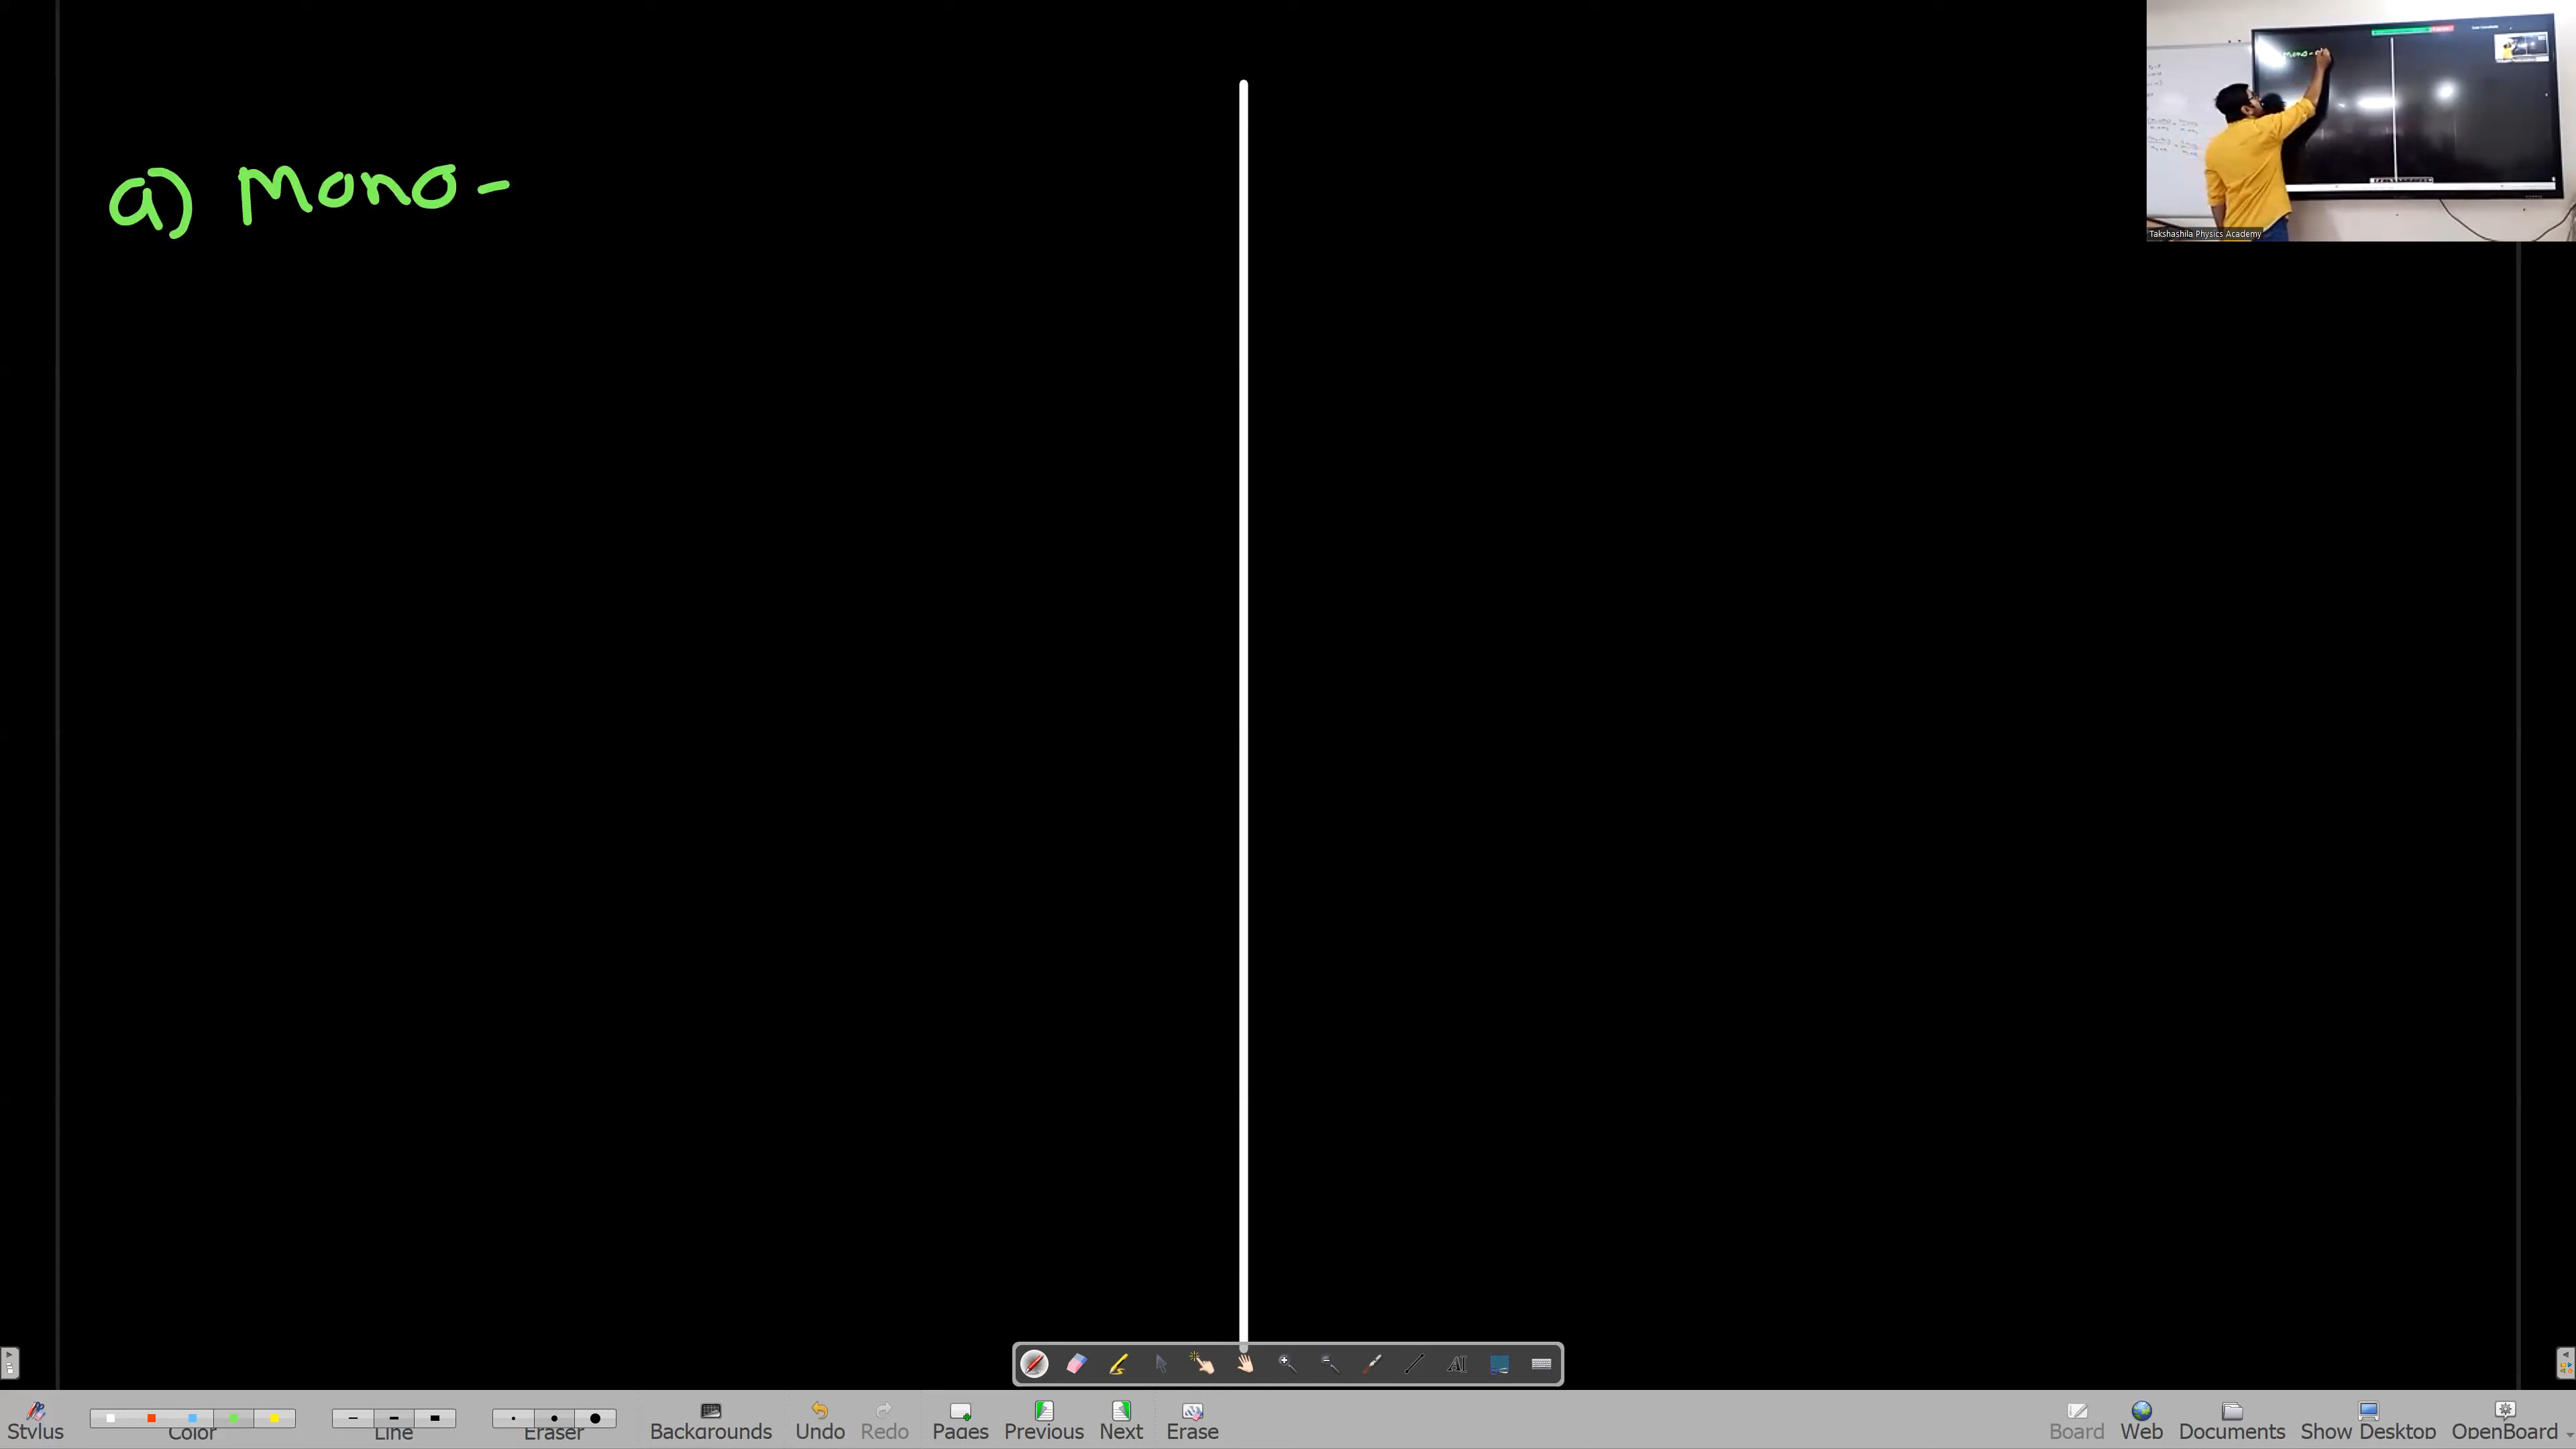 a) Mono-
Takshashila Physics Academy
Stylus
Color
Line
Eraser
Backgrounds
Undo
Redo
Pages
Previous
Next
Erase
Board
Web
Documents
Show Desktop
OpenBoard